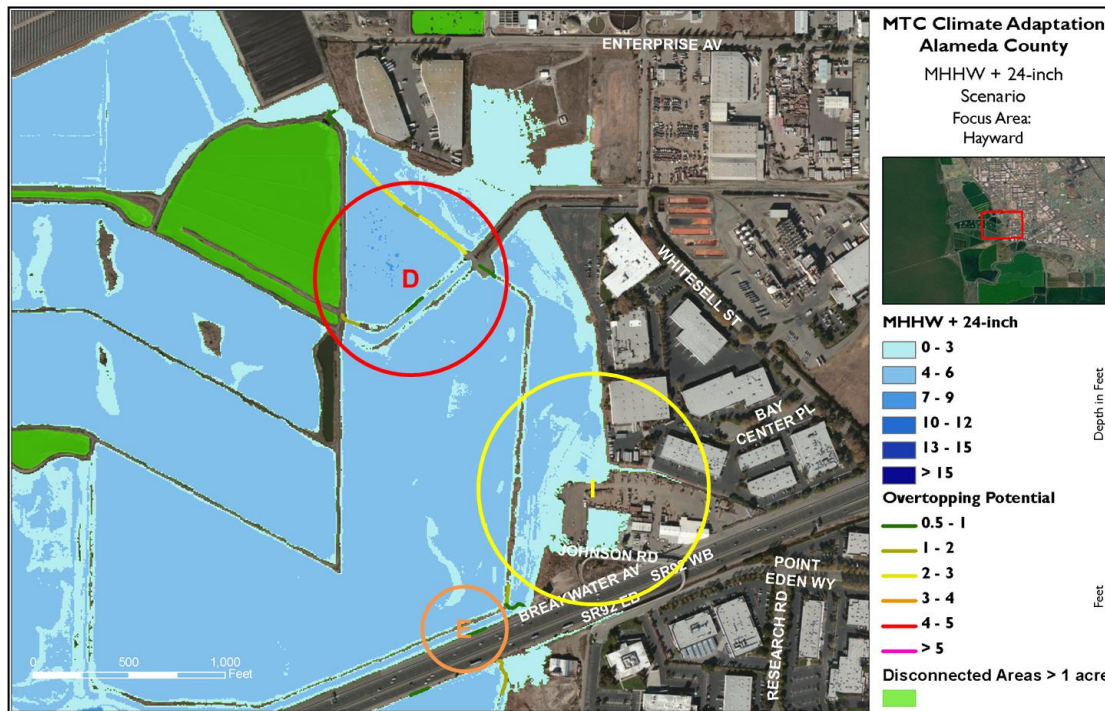 ENTERPRISE AV
WHITESELL ST
D
BAY
CENTER PL
I
JOHNSON RD
BREAKWATER AV
SR92 WB
SR92 EB
POINT
EDEN WY
RESEARCH RD
E
0 500 1,000
Feet
MTC Climate Adaptation
Alameda County
MHHW + 24-inch
Scenario
Focus Area:
Hayward
MHHW + 24-inch
0 - 3
4 - 6
7 - 9
10 - 12
13 - 15
> 15
Depth in Feet
Overtopping Potential
0.5 - 1
1 - 2
2 - 3
3 - 4
4 - 5
> 5
Feet
Disconnected Areas > 1 acre